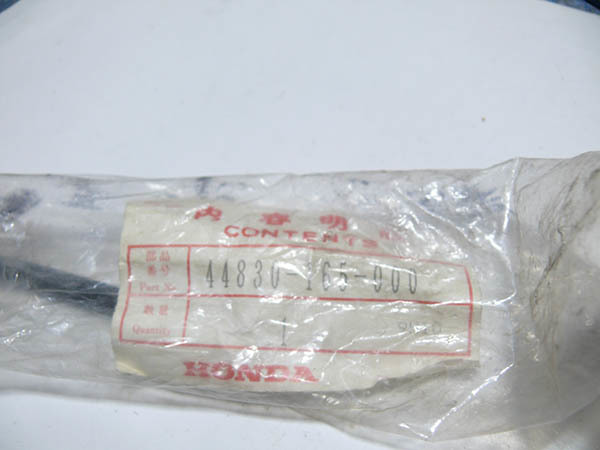 内容明
CONTENTS
部品番号 Part No. 44830-165-000
数量 Quantity 1
HONDA